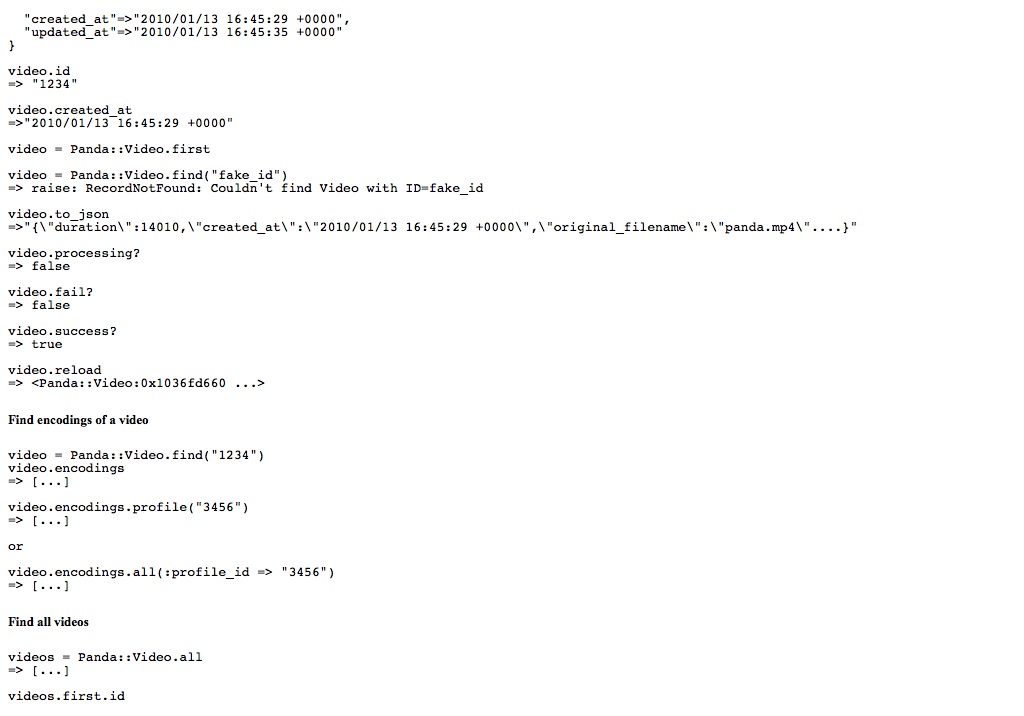 "created_at"=>"2010/01/13 16:45:29 +0000",
"updated_at"=>"2010/01/13 16:45:35 +0000"
}
video.id
=> "1234"
video.created_at
=>"2010/01/13 16:45:29 +0000"
video = Panda::Video.first
video = Panda::Video.find("fake_id")
=> raise: RecordNotFound: Couldn't find Video with ID=fake_id
video.to_json
=>"{\"duration\":14010,\"created_at\":\"2010/01/13 16:45:29 +0000\",\"original_filename\":\"panda.mp4\"....}"
video.processing?
=> false
video.fail?
=> false
video.success?
=> true
video.reload
=> <Panda::Video:0x1036fd660 ...>
Find encodings of a video
video = Panda::Video.find("1234")
video.encodings
=> [...]
video.encodings.profile("3456")
=> [...]
or
video.encodings.all(:profile_id => "3456")
=> [...]
Find all videos
videos = Panda::Video.all
=> [...]
videos.first.id